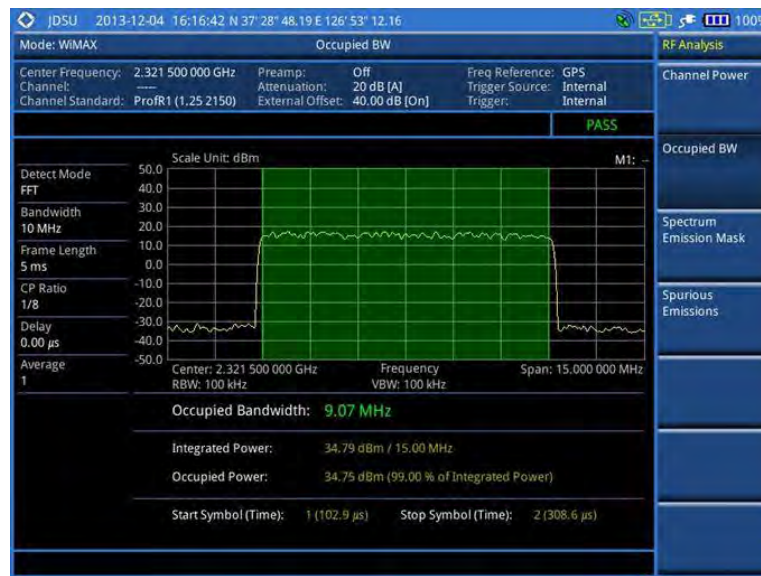 JDSU 2013-12-04 16:16:42 N 37° 28'' 48.19 E 126° 53'' 12.16
100%
Mode: WiMAX Occupied BW RF Analysis
Center Frequency: 2.321 500 000 GHz Preamp: Off Freq Reference: GPS
Channel: ---- Attenuation: 20 dB [A] Trigger Source: Internal
Channel Standard: ProfR1 (1,25 2150) External Offset: 40.00 dB [On] Trigger: Internal
PASS
Channel Power
Occupied BW
Spectrum
Emission Mask
Spurious
Emissions
Scale Unit: dBm M1: --
Detect Mode
FFT
Bandwidth
10 MHz
Frame Length
5 ms
CP Ratio
1/8
Delay
0.00 μs
Average
1
50.0
40.0
30.0
20.0
10.0
0.0
-10.0
-20.0
-30.0
-40.0
-50.0
Center: 2.321 500 000 GHz Frequency Span: 15.000 000 MHz
RBW: 100 kHz VBW: 100 kHz
Occupied Bandwidth: 9.07 MHz
Integrated Power: 34.79 dBm / 15.00 MHz
Occupied Power: 34.75 dBm (99.00 % of Integrated Power)
Start Symbol (Time): 1 (102.9 μs) Stop Symbol (Time): 2 (308.6 μs)